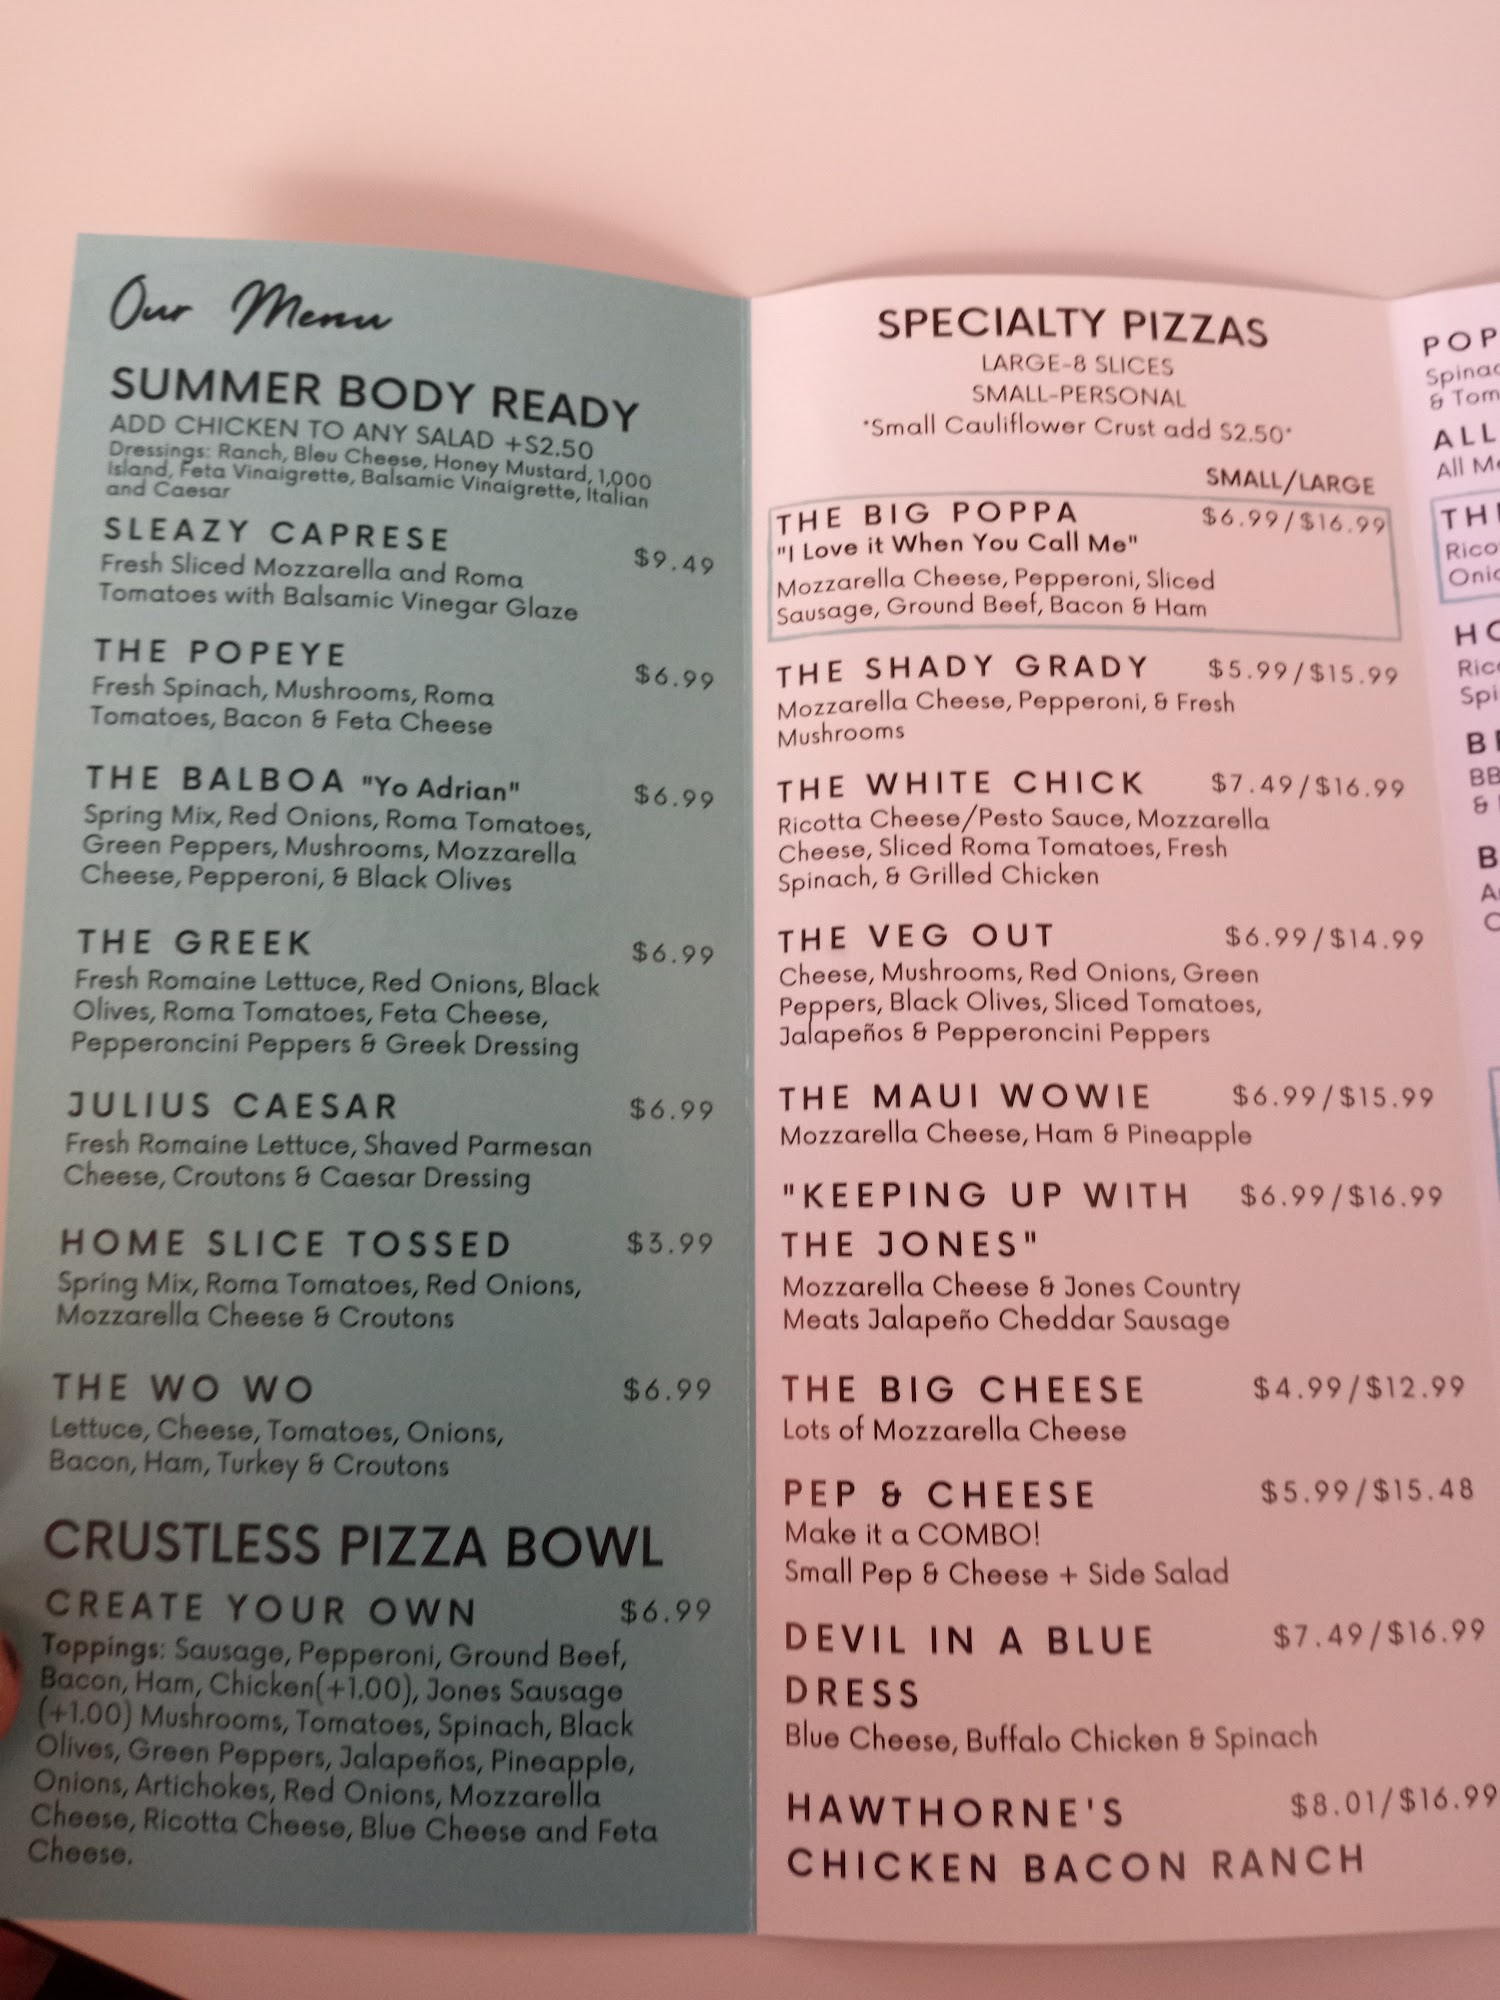 Our Menu
SUMMER BODY READY
ADD CHICKEN TO ANY SALAD +$2.50
Dressings: Ranch, Bleu Cheese, Honey Mustard, 1,000
Island, Feta Vinaigrette, Balsamic Vinaigrette, Italian
and Caesar
SLEAZY CAPRESE $9.49
Fresh Sliced Mozzarella and Roma
Tomatoes with Balsamic Vinegar Glaze
THE POPEYE $6.99
Fresh Spinach, Mushrooms, Roma
Tomatoes, Bacon & Feta Cheese
THE BALBOA "Yo Adrian" $6.99
Spring Mix, Red Onions, Roma Tomatoes,
Green Peppers, Mushrooms, Mozzarella
Cheese, Pepperoni, & Black Olives
THE GREEK $6.99
Fresh Romaine Lettuce, Red Onions, Black
Olives, Roma Tomatoes, Feta Cheese,
Pepperoncini Peppers & Greek Dressing
JULIUS CAESAR $6.99
Fresh Romaine Lettuce, Shaved Parmesan
Cheese, Croutons & Caesar Dressing
HOME SLICE TOSSED $3.99
Spring Mix, Roma Tomatoes, Red Onions,
Mozzarella Cheese & Croutons
THE WO WO $6.99
Lettuce, Cheese, Tomatoes, Onions,
Bacon, Ham, Turkey & Croutons
CRUSTLESS PIZZA BOWL
CREATE YOUR OWN $6.99
Toppings: Sausage, Pepperoni, Ground Beef,
Bacon, Ham, Chicken(+1.00), Jones Sausage
(+1.00) Mushrooms, Tomatoes, Spinach, Black
Olives, Green Peppers, Jalapeños, Pineapple,
Onions, Artichokes, Red Onions, Mozzarella
Cheese, Ricotta Cheese, Blue Cheese and Feta
Cheese.
SPECIALTY PIZZAS
LARGE-8 SLICES
SMALL-PERSONAL
*Small Cauliflower Crust add $2.50*
SMALL/LARGE
THE BIG POPPA $6.99/$16.99
"I Love it When You Call Me"
Mozzarella Cheese, Pepperoni, Sliced
Sausage, Ground Beef, Bacon & Ham
THE SHADY GRADY $5.99/$15.99
Mozzarella Cheese, Pepperoni, & Fresh
Mushrooms
THE WHITE CHICK $7.49/$16.99
Ricotta Cheese/Pesto Sauce, Mozzarella
Cheese, Sliced Roma Tomatoes, Fresh
Spinach, & Grilled Chicken
THE VEG OUT $6.99/$14.99
Cheese, Mushrooms, Red Onions, Green
Peppers, Black Olives, Sliced Tomatoes,
Jalapeños & Pepperoncini Peppers
THE MAUI WOWIE $6.99/$15.99
Mozzarella Cheese, Ham & Pineapple
"KEEPING UP WITH $6.99/$16.99
THE JONES"
Mozzarella Cheese & Jones Country
Meats Jalapeño Cheddar Sausage
THE BIG CHEESE $4.99/$12.99
Lots of Mozzarella Cheese
PEP & CHEESE $5.99/$15.48
Make it a COMBO!
Small Pep & Cheese + Side Salad
DEVIL IN A BLUE $7.49/$16.99
DRESS
Blue Cheese, Buffalo Chicken & Spinach
HAWTHORNE'S $8.01/$16.99
CHICKEN BACON RANCH
ALL
All